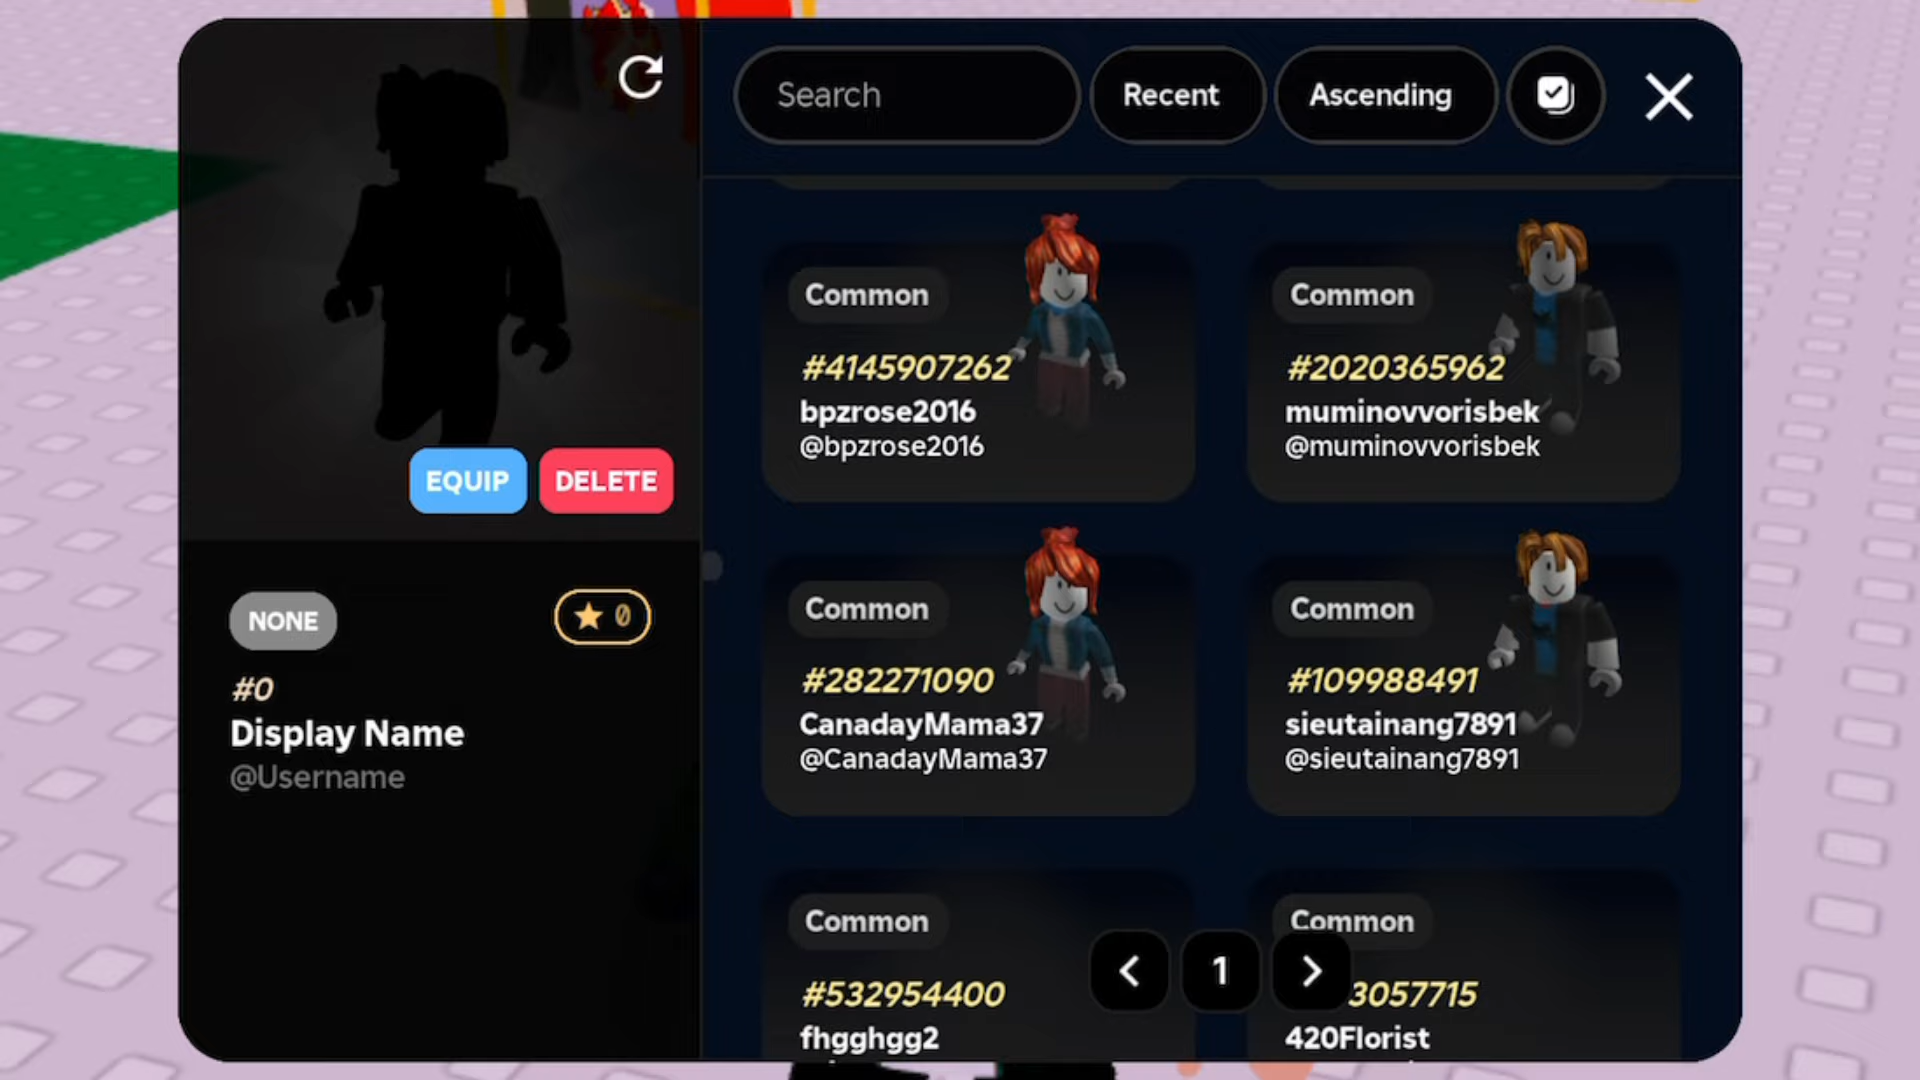 Search
Recent
Ascending
EQUIP
DELETE
NONE
0
#0
Display Name
@Username
Common
#4145907262
bpzrose2016
@bpzrose2016
Common
#2020365962
muminovvorisbek
@muminovvorisbek
Common
#282271090
CanadayMama37
@CanadayMama37
Common
#109988491
sieutainang7891
@sieutainang7891
Common
#532954400
fhgghgg2
Common
3057715
420Florist
1